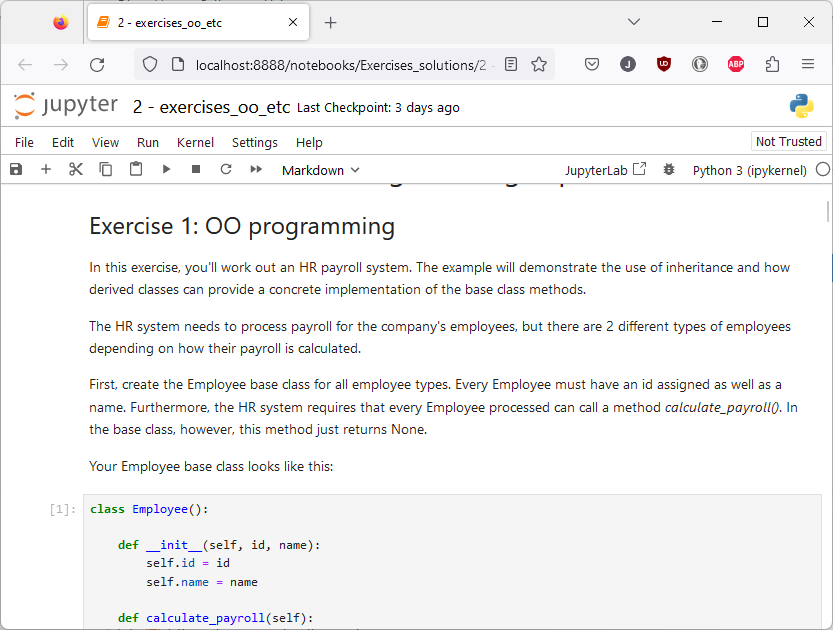 2 - exercises_oo_etc
localhost:8888/notebooks/Exercises_solutions/2 -
J
UD
ABP
jupyter 2 - exercises_oo_etc Last Checkpoint: 3 days ago
File Edit View Run Kernel Settings Help
Not Trusted
Markdown
JupyterLab
Python 3 (ipykernel)
Exercise 1: OO programming
In this exercise, you'll work out an HR payroll system. The example will demonstrate the use of inheritance and how
derived classes can provide a concrete implementation of the base class methods.
The HR system needs to process payroll for the company's employees, but there are 2 different types of employees
depending on how their payroll is calculated.
First, create the Employee base class for all employee types. Every Employee must have an id assigned as well as a
name. Furthermore, the HR system requires that every Employee processed can call a method calculate_payroll(). In
the base class, however, this method just returns None.
Your Employee base class looks like this:
[1]: class Employee():
def __init__(self, id, name):
self.id = id
self.name = name
def calculate_payroll(self):